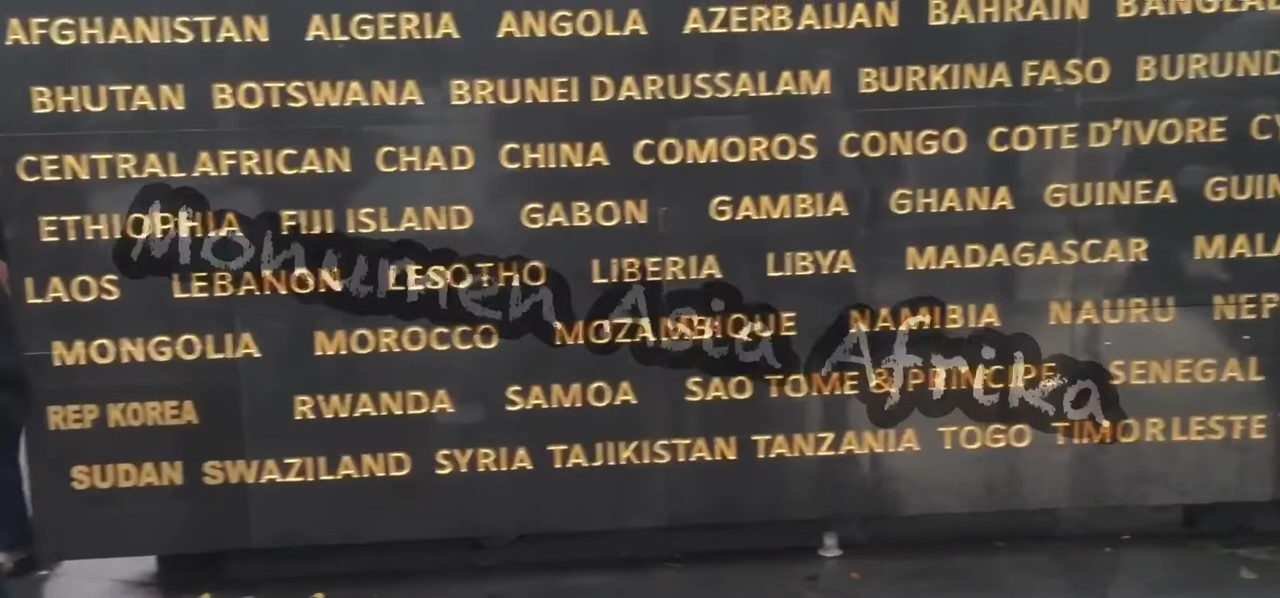 AFGHANISTAN ALGERIA ANGOLA AZERBAIJAN BAHRAIN
BHUTAN BOTSWANA BRUNEI DARUSSALAM BURKINA FASO BURUND
CENTRAL AFRICAN CHAD CHINA COMOROS CONGO COTE D'IVORE
ETHIOPHIA FIJI ISLAND GABON GAMBIA GHANA GUINEA GUIN
LAOS LEBANON LESOTHO LIBERIA LIBYA MADAGASCAR MALA
MONGOLIA MOROCCO MOZAMBIQUE NAMIBIA NAURU NEP
REP KOREA RWANDA SAMOA SAO TOME & PRINCIPE SENEGAL
SUDAN SWAZILAND SYRIA TAJIKISTAN TANZANIA TOGO TIMOR LESTE
Monumen Asia Afrika